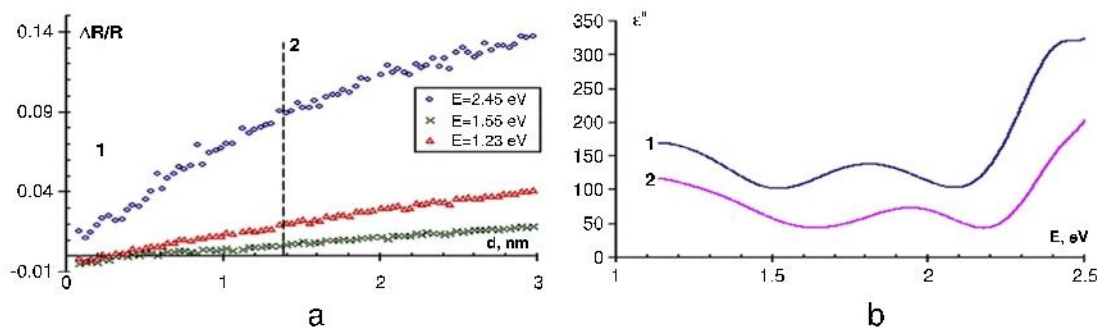 ΔR/R
0.14
0.09
0.04
-0.01
1
2
E=2.45 eV
E=1.55 eV
E=1.23 eV
d, nm
0 1 2 3
a
ε"
350
300
250
200
150
100
50
0
1
2
E, eV
1 1.5 2 2.5
b